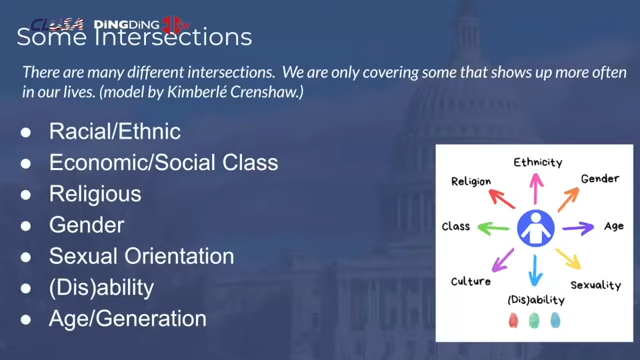 CLUSA DiNGDiNG TV
Some Intersections
There are many different intersections. We are only covering some that shows up more often
in our lives. (model by Kimberlé Crenshaw.)
● Racial/Ethnic
● Economic/Social Class
● Religious
● Gender
● Sexual Orientation
● (Dis)ability
● Age/Generation
Ethnicity
Religion
Gender
Class
Age
Culture
Sexuality
(Dis)ability